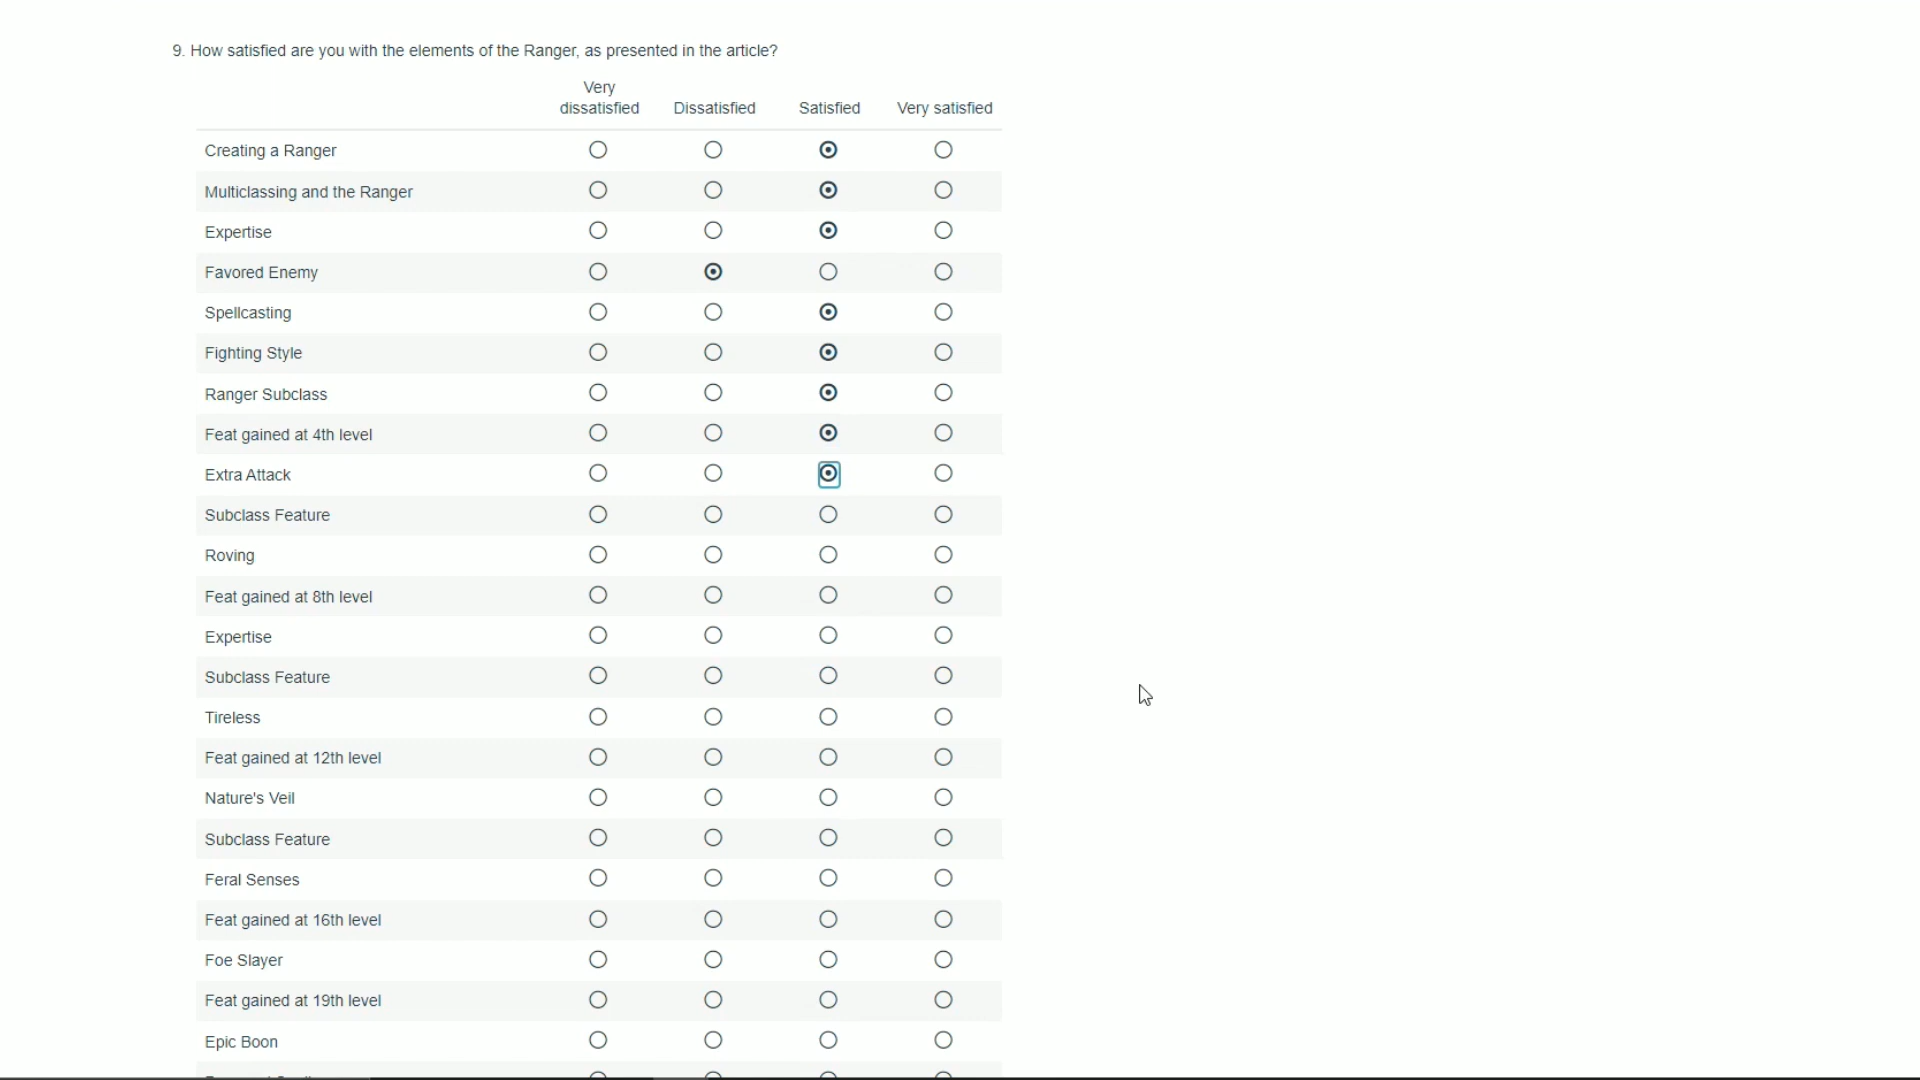 9. How satisfied are you with the elements of the Ranger, as presented in the article?
Very
dissatisfied Dissatisfied Satisfied Very satisfied
Creating a Ranger
Multiclassing and the Ranger
Expertise
Favored Enemy
Spellcasting
Fighting Style
Ranger Subclass
Feat gained at 4th level
Extra Attack
Subclass Feature
Roving
Feat gained at 8th level
Expertise
Subclass Feature
Tireless
Feat gained at 12th level
Nature's Veil
Subclass Feature
Feral Senses
Feat gained at 16th level
Foe Slayer
Feat gained at 19th level
Epic Boon